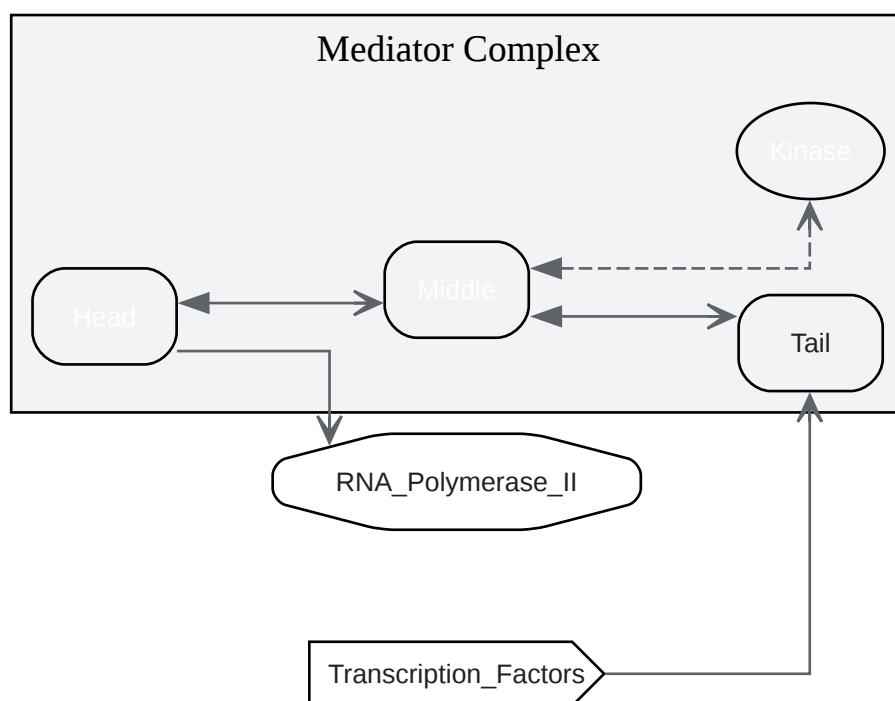 Mediator Complex
Kinase
Middle
Head
Tail
RNA_Polymerase_II
Transcription_Factors